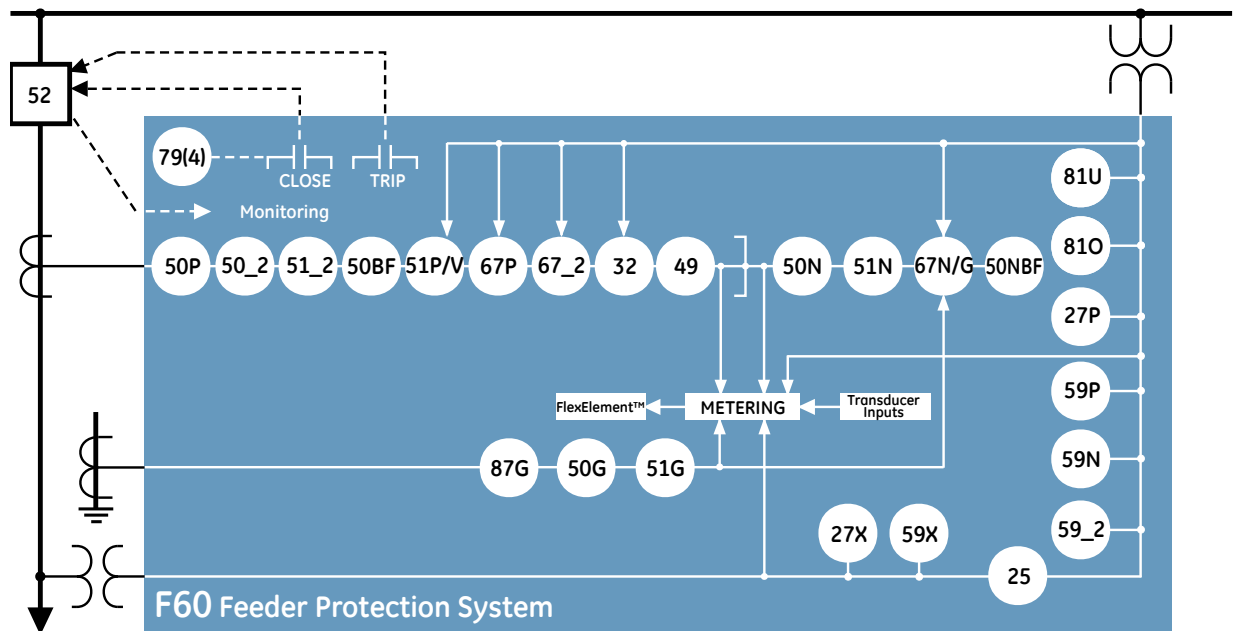 52
79(4)
CLOSE
TRIP
81U
Monitoring
81O
50P
50_2
51_2
50BF
51P/V
67P
67_2
32
49
50N
51N
67N/G
50NBF
27P
59P
FlexElement™
METERING
Transducer
Inputs
59N
87G
50G
51G
27X
59X
59_2
25
F60 Feeder Protection System